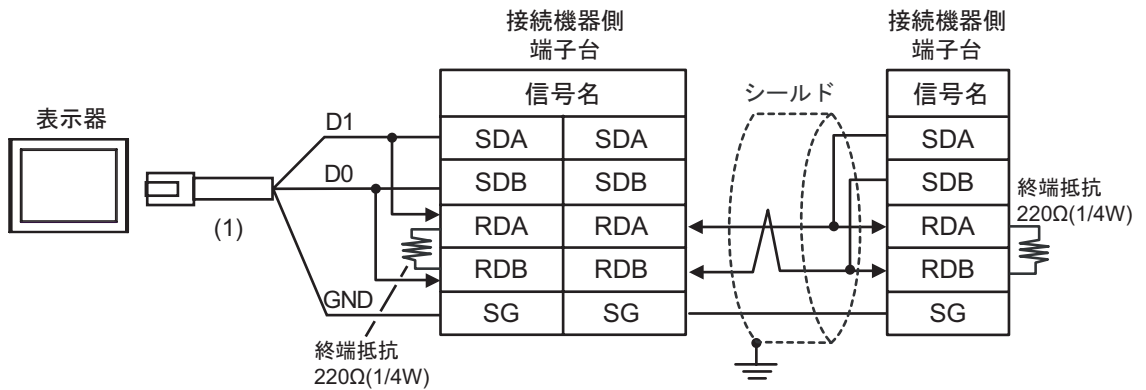 接続機器側
端子台
接続機器側
端子台
表示器
信号名
シールド
信号名
D1
SDA SDA
SDA
D0
SDB SDB
SDB
終端抵抗
220Ω(1/4W)
(1)
RDA RDA
RDA
RDB RDB
RDB
GND
SG SG
SG
終端抵抗
220Ω(1/4W)